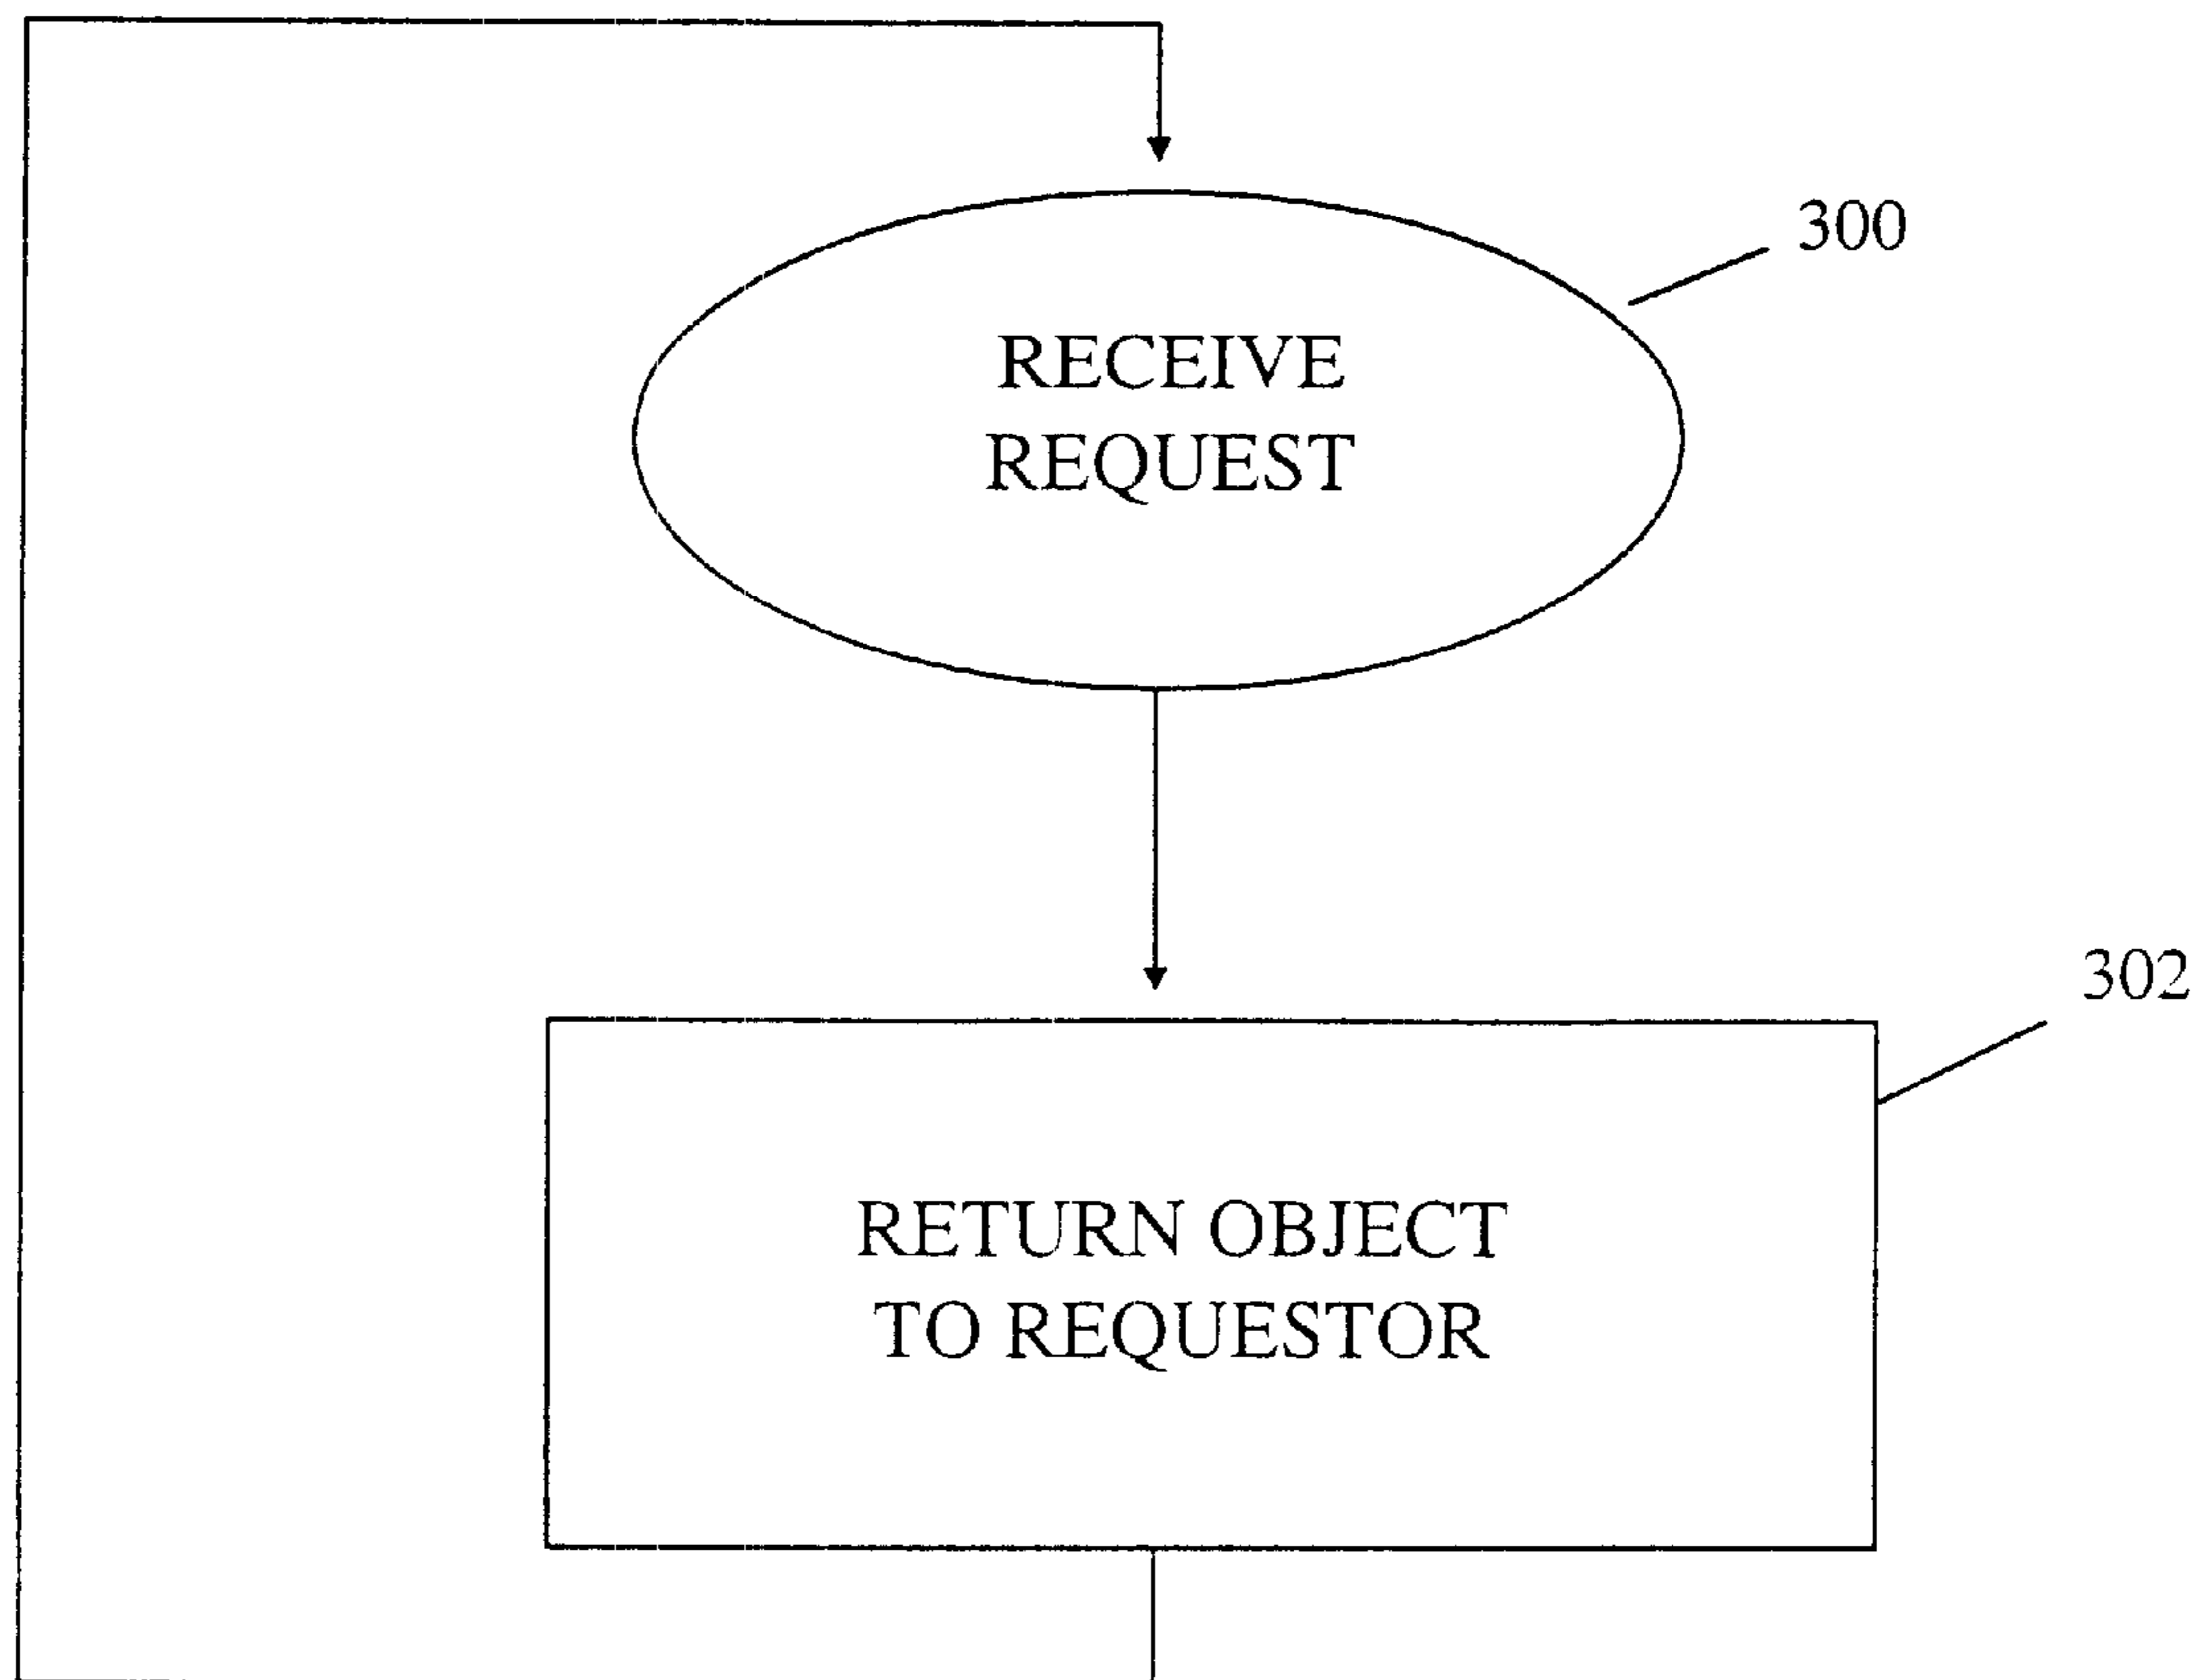 300
RECEIVE
REQUEST
302
RETURN OBJECT
TO REQUESTOR